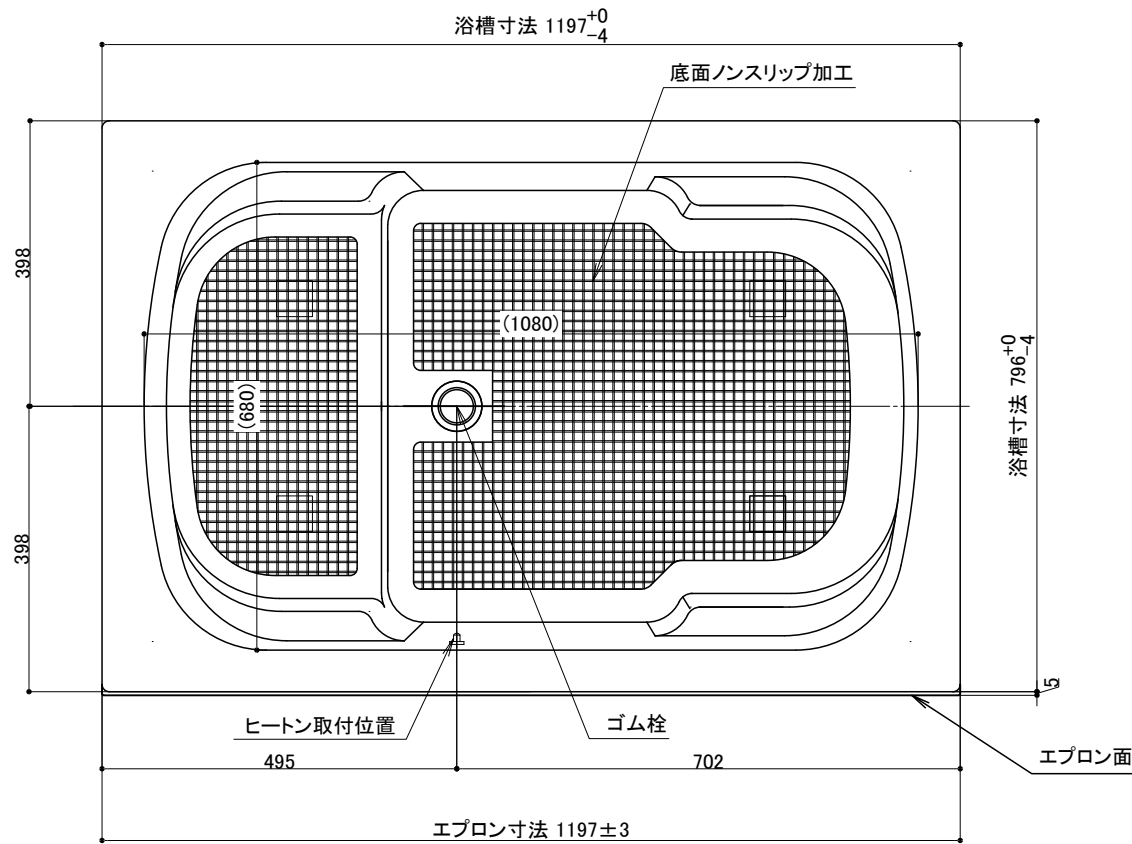 浴槽寸法 1197+0-4
底面ノンスリップ加工
398
(1080)
浴槽寸法 796+0-4
(680)
398
5
ヒートン取付位置
ゴム栓
495
702
エプロン面
エプロン寸法 1197±3